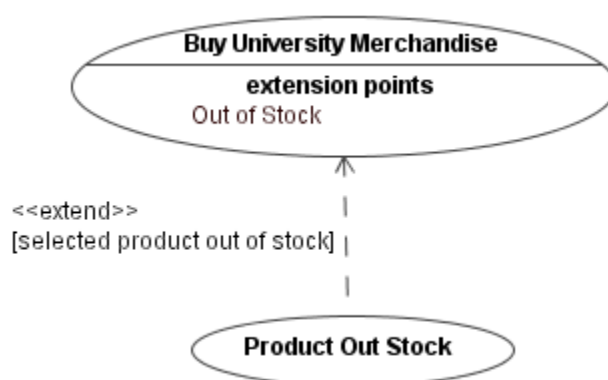 Buy University Merchandise
extension points
Out of Stock
<<extend>>
[selected product out of stock]
Product Out Stock